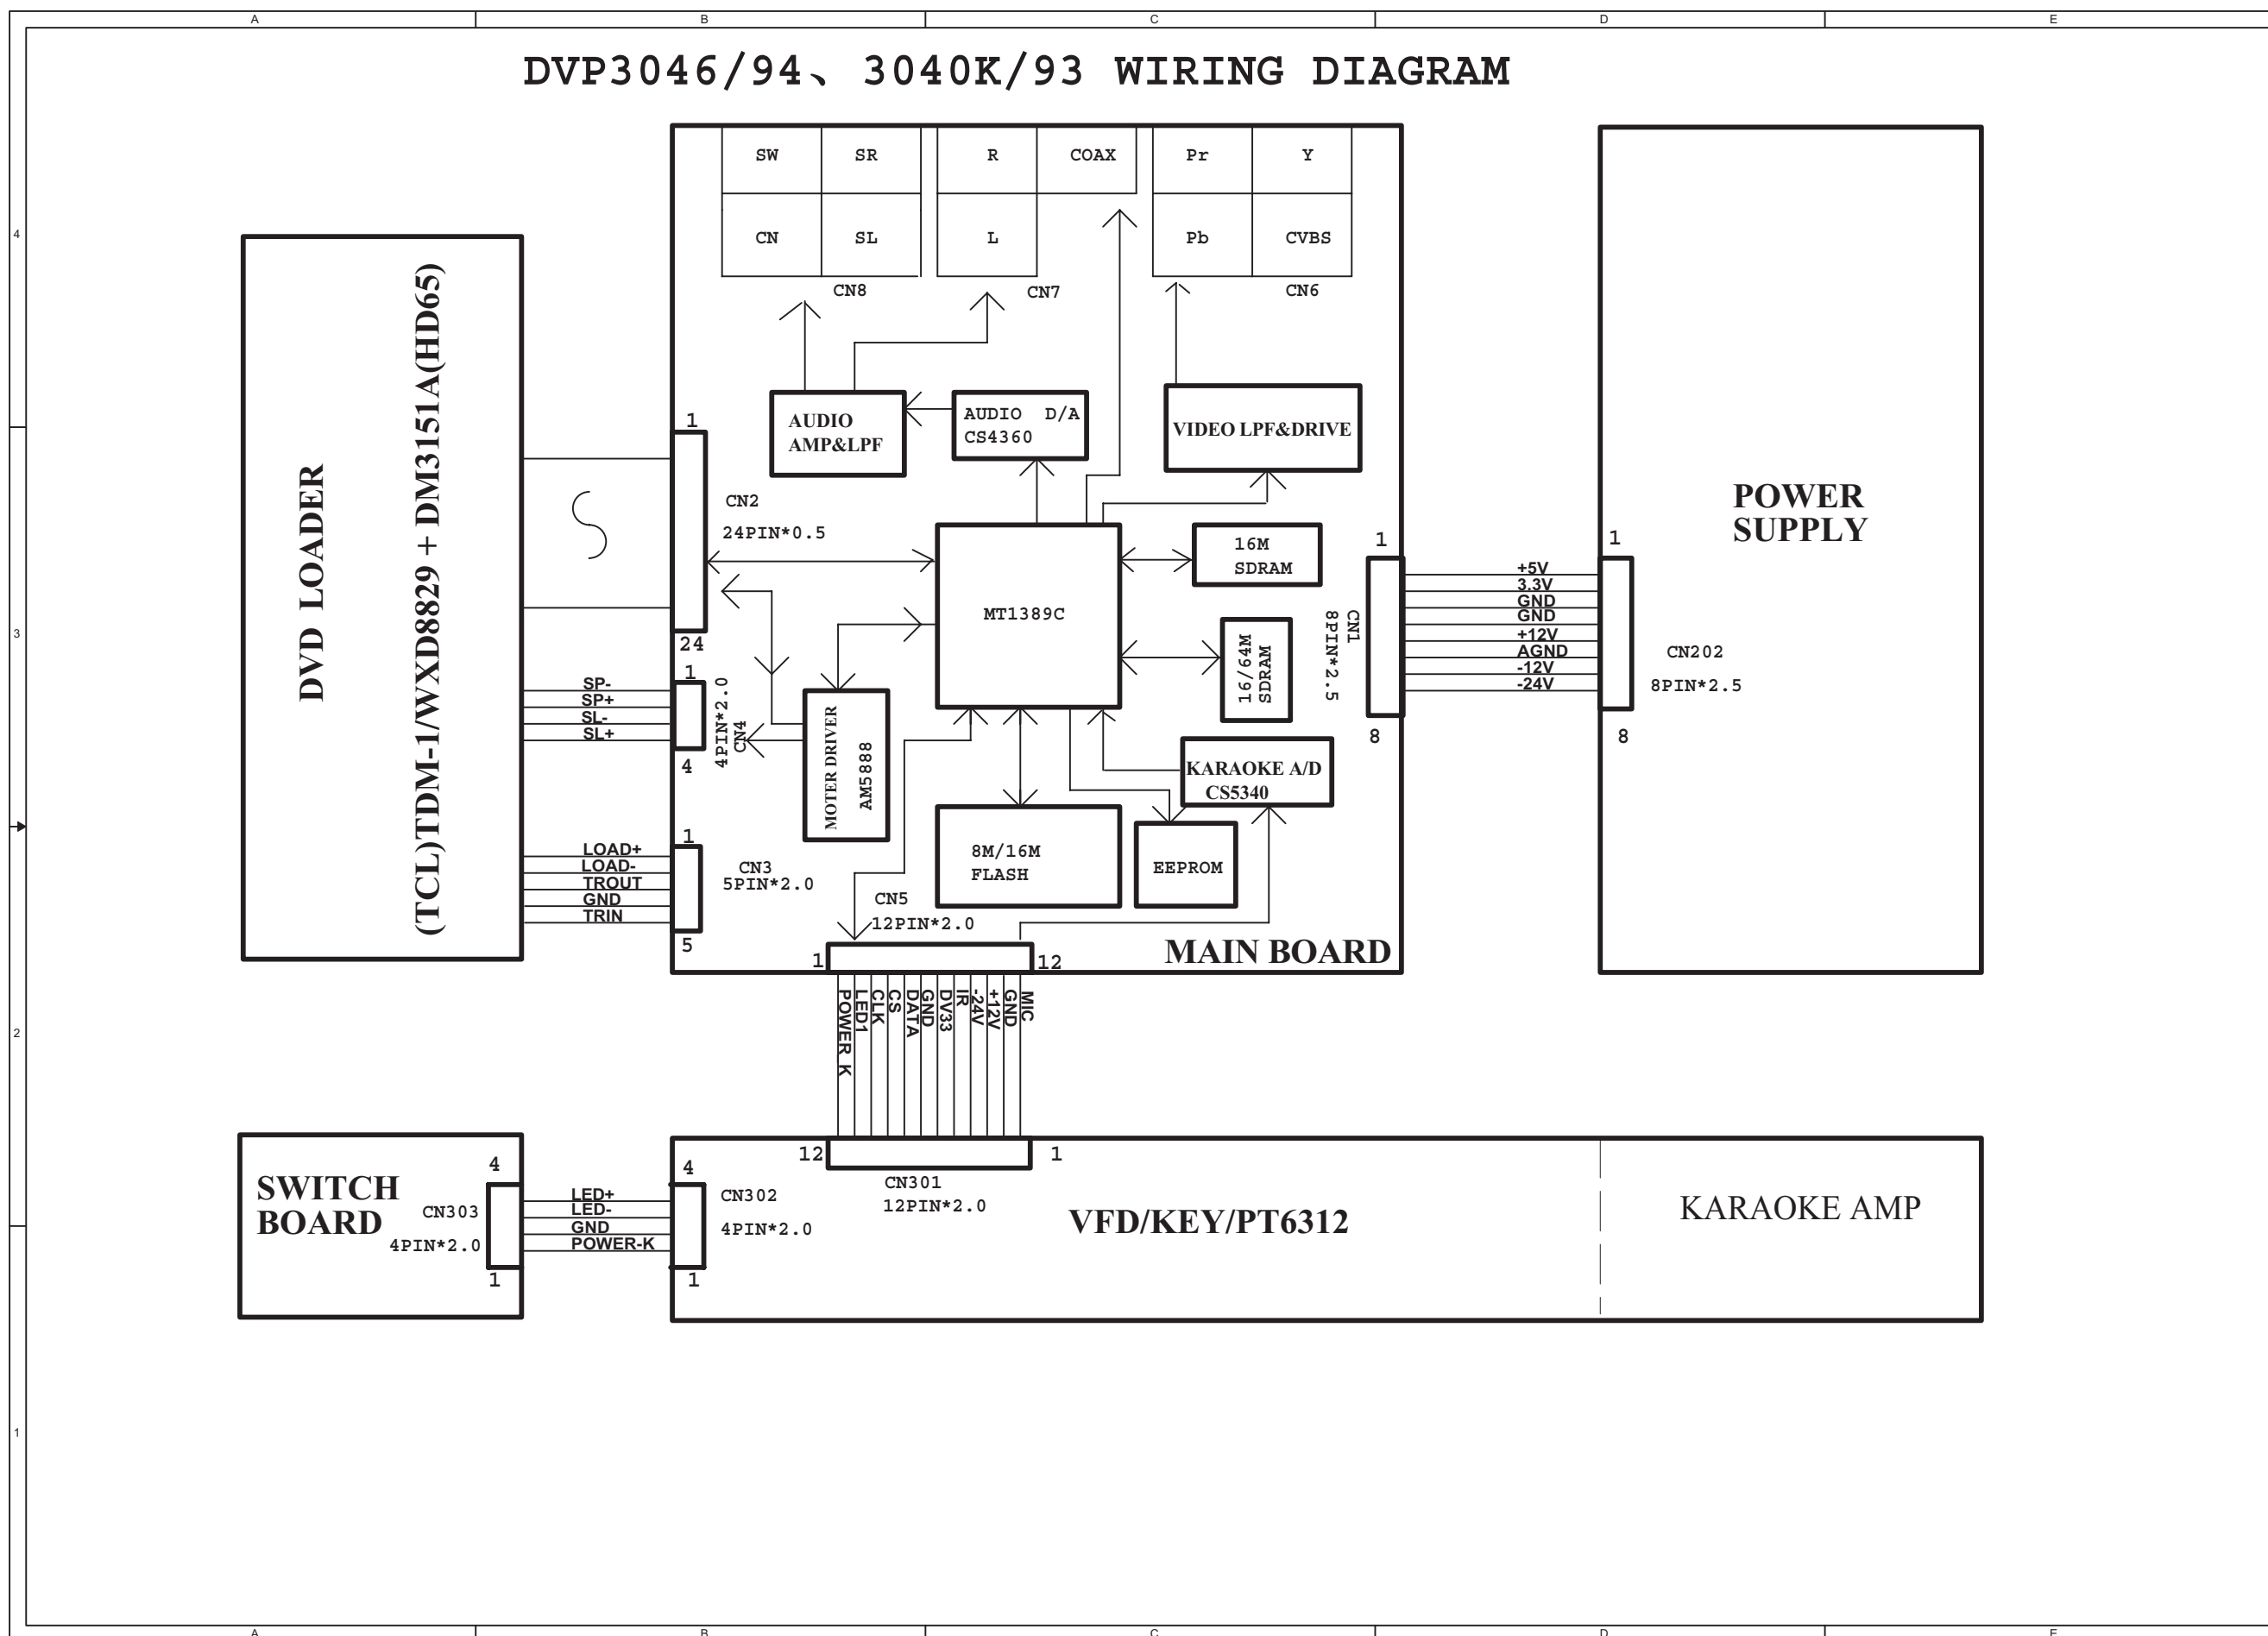 A B C D E
DVP3046/94、 3040K/93 WIRING DIAGRAM
SW SR R COAX Pr Y
CN SL L Pb CVBS
CN8 CN7 CN6
4
3
2
1
DVD LOADER
(TCL)TDM-1/WXD8829 + DM3151A(HD65)
AUDIO
AMP&LPF
AUDIO D/A
CS4360
VIDEO LPF&DRIVE
1
CN2
24PIN*0.5
24
MT1389C
16M
SDRAM
16/64M
SDRAM
1
CN1
8PIN*2.5
8
+5V
3.3V
GND
GND
+12V
AGND
-12V
-24V
POWER
SUPPLY
1
CN202
8PIN*2.5
8
SP-
SP+
SL-
SL+
1
4PIN*2.0
CN4
4
MOTER DRIVER
AM5888
KARAOKE A/D
CS5340
8M/16M
FLASH
EEPROM
LOAD+
LOAD-
TROUT
GND
TRIN
1
CN3
5PIN*2.0
5
CN5
12PIN*2.0
1 12
MAIN BOARD
POWER K
LED1
CLK
CS
DATA
GND
DV33
IR
-24V
+12V
GND
MIC
12 1
CN301
12PIN*2.0
SWITCH
BOARD
4
CN303
4PIN*2.0
1
LED+
LED-
GND
POWER-K
4
CN302
4PIN*2.0
1
VFD/KEY/PT6312
KARAOKE AMP
A B C D E